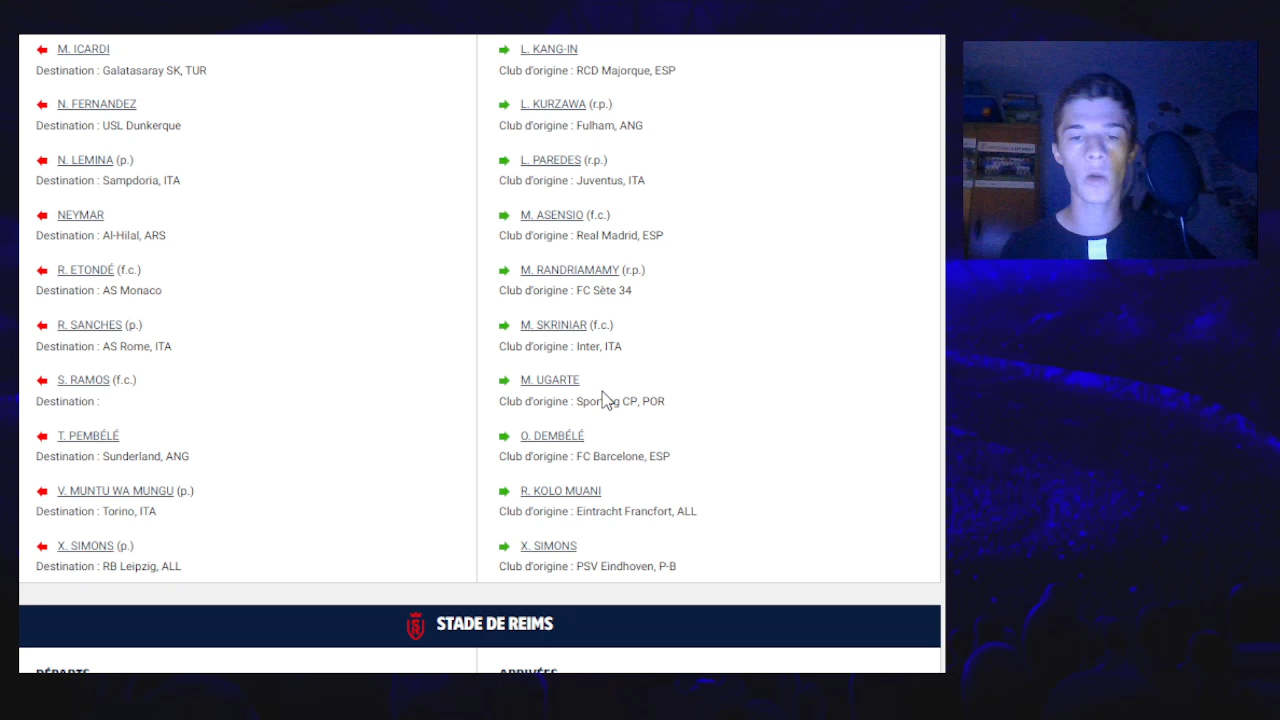 M. ICARDI
Destination : Galatasaray SK, TUR
N. FERNANDEZ
Destination : USL Dunkerque
N. LEMINA (p.)
Destination : Sampdoria, ITA
NEYMAR
Destination : Al-Hilal, ARS
R. ETONDÉ (f.c.)
Destination : AS Monaco
R. SANCHES (p.)
Destination : AS Rome, ITA
S. RAMOS (f.c.)
Destination :
T. PEMBÉLÉ
Destination : Sunderland, ANG
V. MUNTU WA MUNGU (p.)
Destination : Torino, ITA
X. SIMONS (p.)
Destination : RB Leipzig, ALL
L. KANG-IN
Club d'origine : RCD Majorque, ESP
L. KURZAWA (r.p.)
Club d'origine : Fulham, ANG
L. PAREDES (r.p.)
Club d'origine : Juventus, ITA
M. ASENSIO (f.c.)
Club d'origine : Real Madrid, ESP
M. RANDRIAMAMY (r.p.)
Club d'origine : FC Sète 34
M. SKRINIAR (f.c.)
Club d'origine : Inter, ITA
M. UGARTE
Club d'origine : Sporting CP, POR
O. DEMBÉLÉ
Club d'origine : FC Barcelone, ESP
R. KOLO MUANI
Club d'origine : Eintracht Francfort, ALL
X. SIMONS
Club d'origine : PSV Eindhoven, P-B
STADE DE REIMS
DÉPARTS
ARRIVÉES